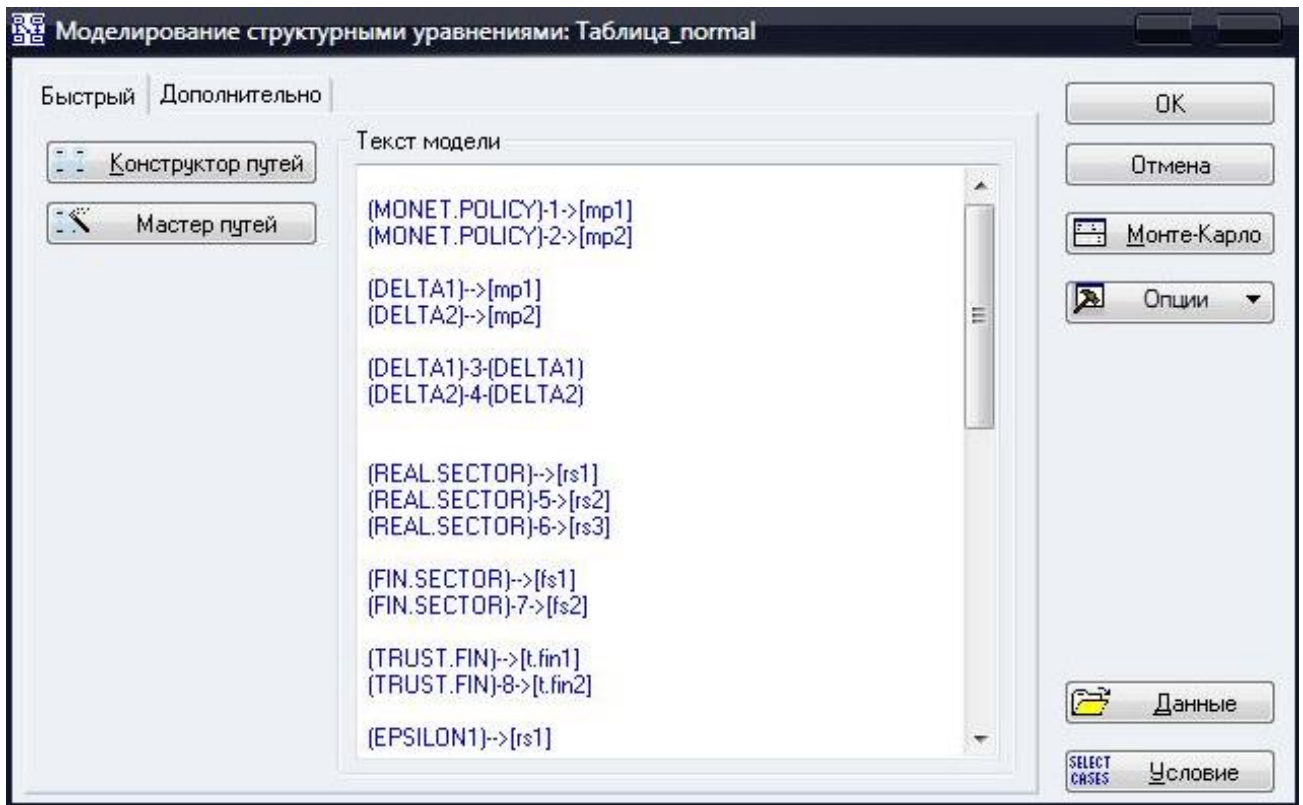 Моделирование структурными уравнениями: Таблица_normal
Быстрый
Дополнительно
Конструктор путей
Мастер путей
Текст модели
(MONET.POLICY)-1->[mp1]
(MONET.POLICY)-2->[mp2]
(DELTA1)-->[mp1]
(DELTA2)-->[mp2]
(DELTA1)-3-(DELTA1)
(DELTA2)-4-(DELTA2)
(REAL.SECTOR)-->[rs1]
(REAL.SECTOR)-5->[rs2]
(REAL.SECTOR)-6->[rs3]
(FIN.SECTOR)-->[fs1]
(FIN.SECTOR)-7->[fs2]
(TRUST.FIN)-->[t.fin1]
(TRUST.FIN)-8->[t.fin2]
(EPSILON1)-->[rs1]
OK
Отмена
Монте-Карло
Опции
Данные
SELECT CASES
Условие